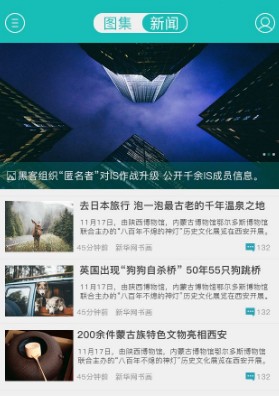 图集 新闻
黑客组织“匿名者”对IS作战升级 公开千余IS成员信息。
去日本旅行 泡一泡最古老的千年温泉之地
11月17日，由陕西博物馆，内蒙古博物馆鄂尔多斯博物馆
联合主办的“八百年不熄的神灯”历史文化展览在西安开展。
45分钟前 新华网书画 132
英国出现“狗狗自杀桥” 50年55只狗跳桥
11月17日，由陕西博物馆，内蒙古博物馆鄂尔多斯博物馆
联合主办的“八百年不熄的神灯”历史文化展览在西安开展。
45分钟前 新华网书画 132
200余件蒙古族特色文物亮相西安
11月17日，由陕西博物馆，内蒙古博物馆鄂尔多斯博物馆
联合主办的“八百年不熄的神灯”历史文化展览在西安开展。
45分钟前 新华网书画 132